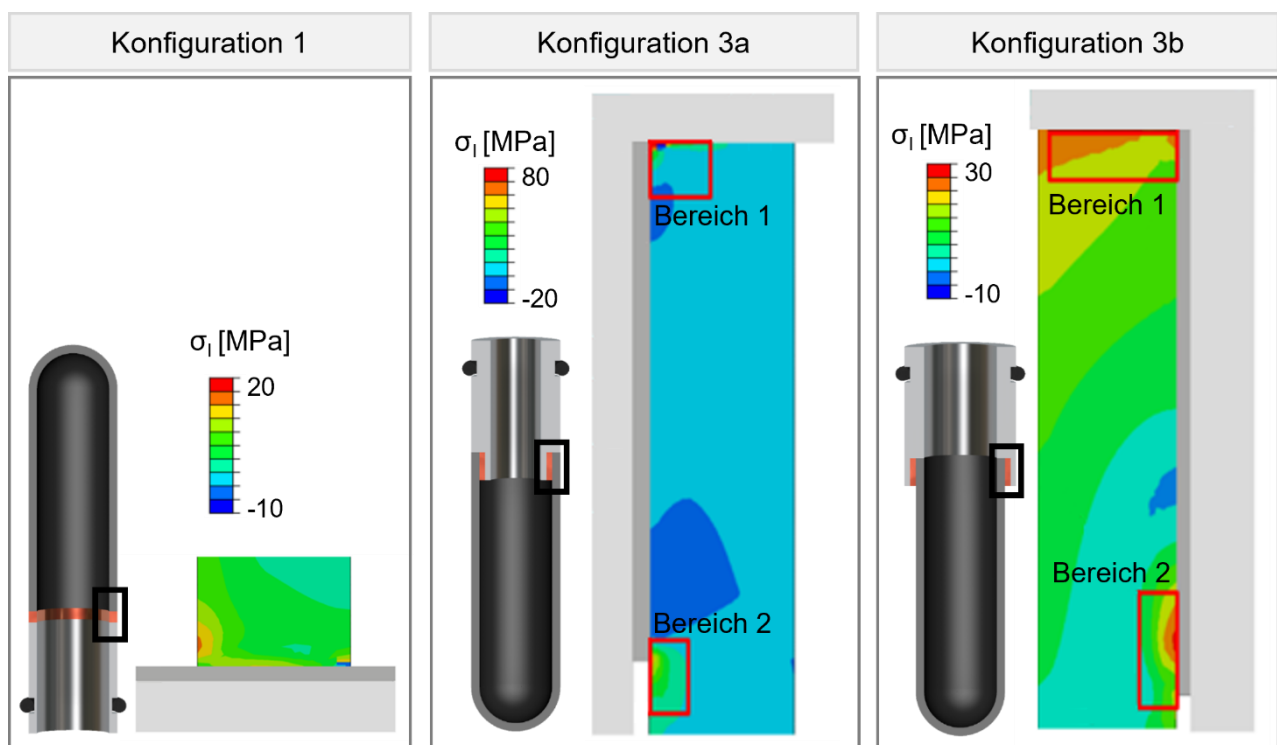 Konfiguration 1
σI [MPa]
20
-10
Konfiguration 3a
σI [MPa]
80
-20
Bereich 1
Bereich 2
Konfiguration 3b
σI [MPa]
30
-10
Bereich 1
Bereich 2